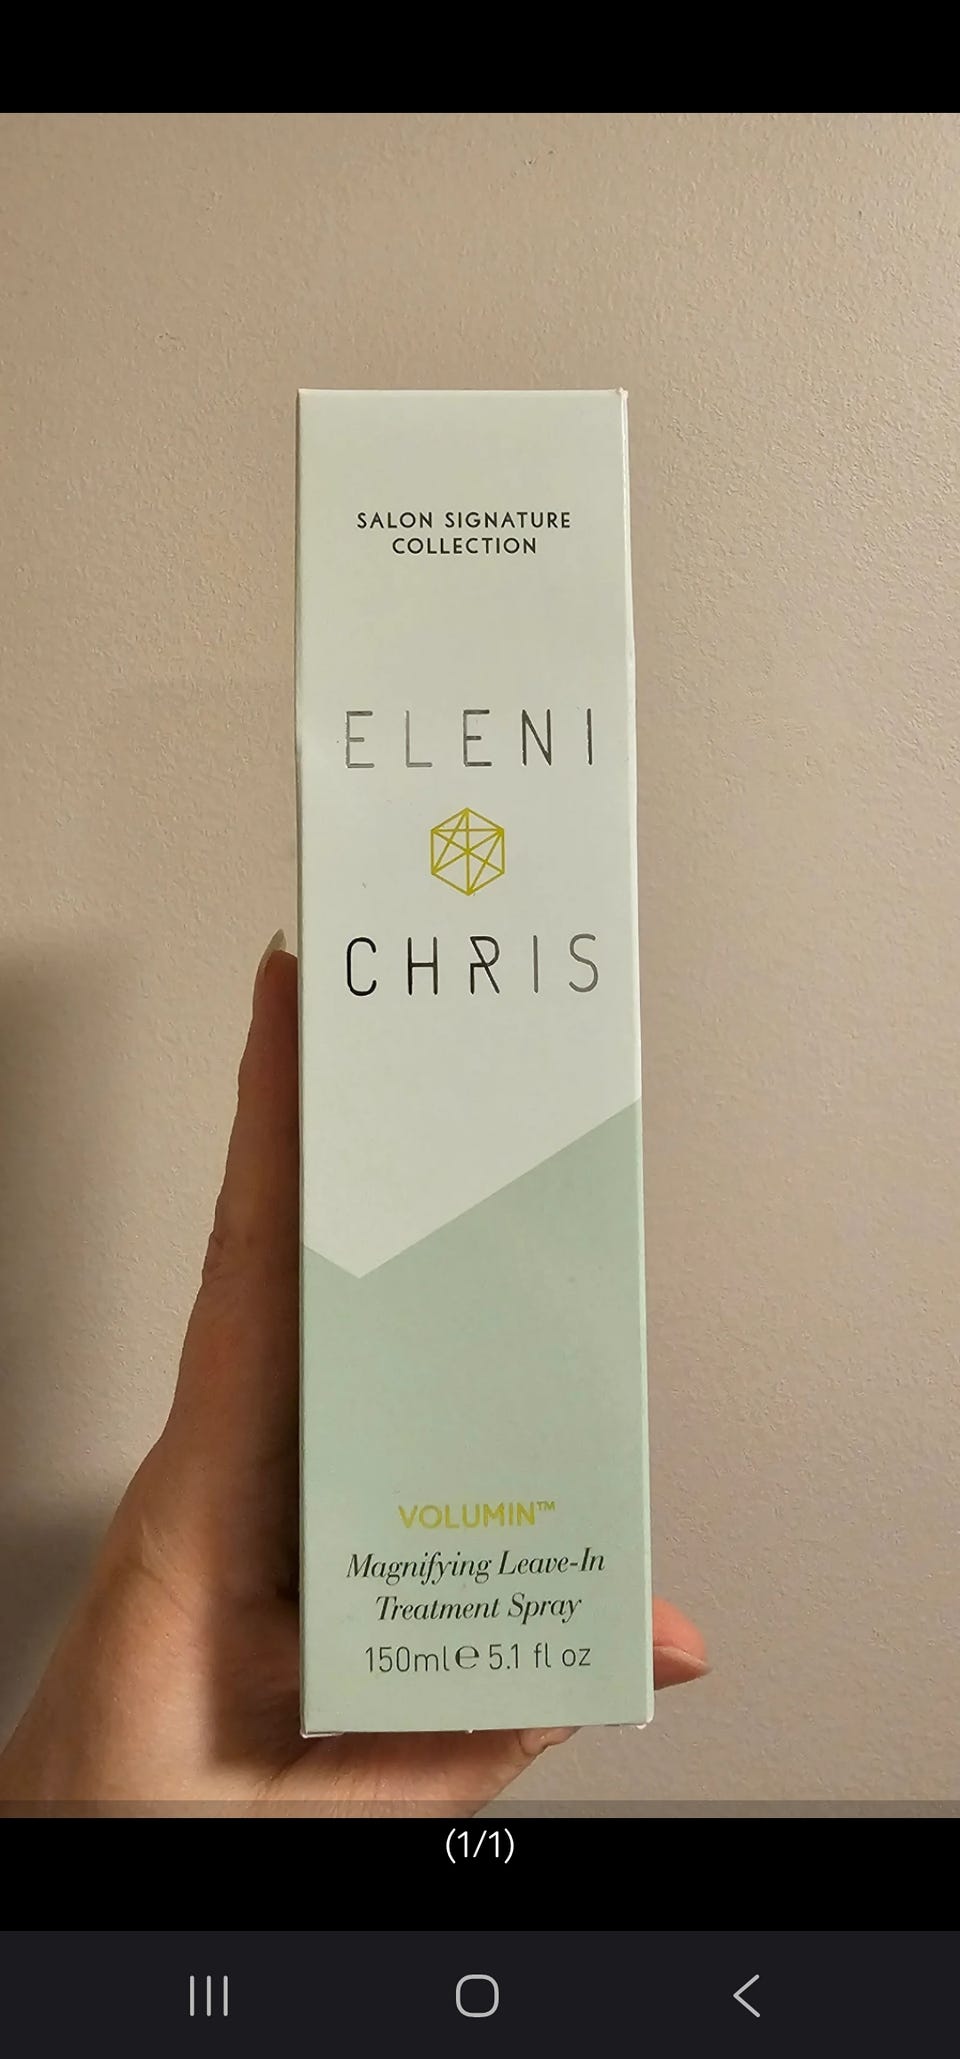 SALON SIGNATURE
COLLECTION
ELENI
CHRIS
VOLUMIN™
Magnifying Leave-In
Treatment Spray
150ml℮ 5.1 fl oz
(1/1)